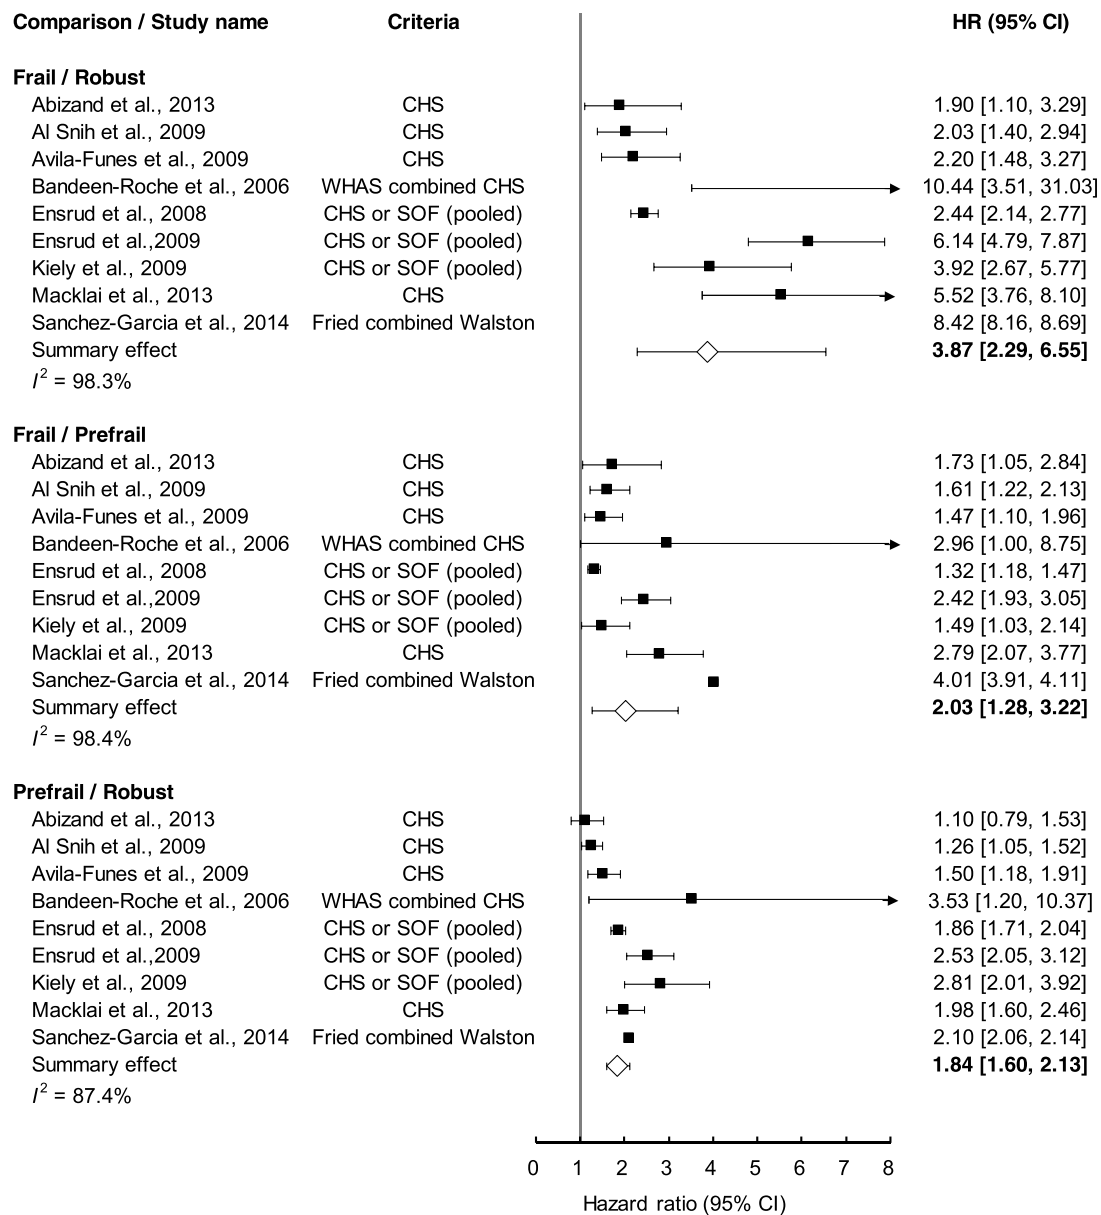 Comparison / Study name Criteria HR (95% CI)
Frail / Robust
Abizand et al., 2013 CHS 1.90 [1.10, 3.29]
Al Snih et al., 2009 CHS 2.03 [1.40, 2.94]
Avila-Funes et al., 2009 CHS 2.20 [1.48, 3.27]
Bandeen-Roche et al., 2006 WHAS combined CHS 10.44 [3.51, 31.03]
Ensrud et al., 2008 CHS or SOF (pooled) 2.44 [2.14, 2.77]
Ensrud et al.,2009 CHS or SOF (pooled) 6.14 [4.79, 7.87]
Kiely et al., 2009 CHS or SOF (pooled) 3.92 [2.67, 5.77]
Macklai et al., 2013 CHS 5.52 [3.76, 8.10]
Sanchez-Garcia et al., 2014 Fried combined Walston 8.42 [8.16, 8.69]
Summary effect 3.87 [2.29, 6.55]
I² = 98.3%
Frail / Prefrail
Abizand et al., 2013 CHS 1.73 [1.05, 2.84]
Al Snih et al., 2009 CHS 1.61 [1.22, 2.13]
Avila-Funes et al., 2009 CHS 1.47 [1.10, 1.96]
Bandeen-Roche et al., 2006 WHAS combined CHS 2.96 [1.00, 8.75]
Ensrud et al., 2008 CHS or SOF (pooled) 1.32 [1.18, 1.47]
Ensrud et al.,2009 CHS or SOF (pooled) 2.42 [1.93, 3.05]
Kiely et al., 2009 CHS or SOF (pooled) 1.49 [1.03, 2.14]
Macklai et al., 2013 CHS 2.79 [2.07, 3.77]
Sanchez-Garcia et al., 2014 Fried combined Walston 4.01 [3.91, 4.11]
Summary effect 2.03 [1.28, 3.22]
I² = 98.4%
Prefrail / Robust
Abizand et al., 2013 CHS 1.10 [0.79, 1.53]
Al Snih et al., 2009 CHS 1.26 [1.05, 1.52]
Avila-Funes et al., 2009 CHS 1.50 [1.18, 1.91]
Bandeen-Roche et al., 2006 WHAS combined CHS 3.53 [1.20, 10.37]
Ensrud et al., 2008 CHS or SOF (pooled) 1.86 [1.71, 2.04]
Ensrud et al.,2009 CHS or SOF (pooled) 2.53 [2.05, 3.12]
Kiely et al., 2009 CHS or SOF (pooled) 2.81 [2.01, 3.92]
Macklai et al., 2013 CHS 1.98 [1.60, 2.46]
Sanchez-Garcia et al., 2014 Fried combined Walston 2.10 [2.06, 2.14]
Summary effect 1.84 [1.60, 2.13]
I² = 87.4%
0 1 2 3 4 5 6 7 8
Hazard ratio (95% CI)